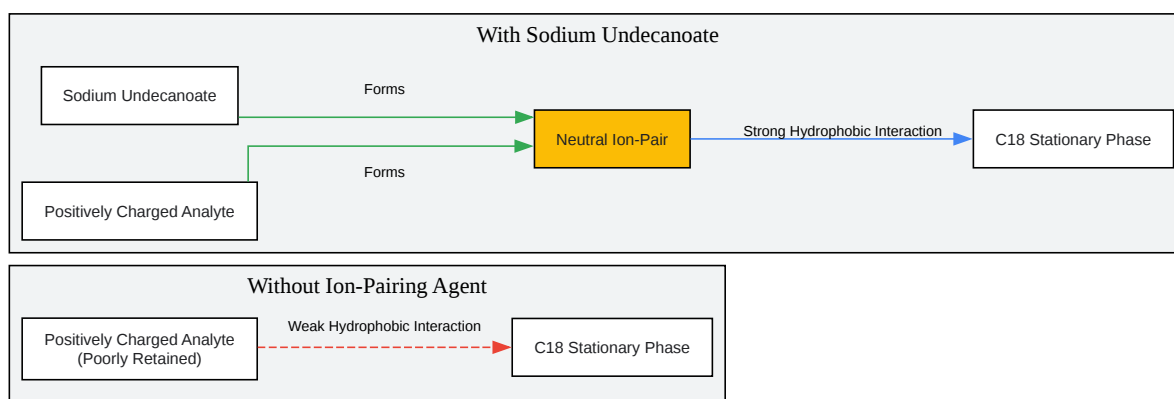 With Sodium Undecanoate
Sodium Undecanoate
Forms
Neutral Ion-Pair
Strong Hydrophobic Interaction
C18 Stationary Phase
Forms
Positively Charged Analyte
Without Ion-Pairing Agent
Positively Charged Analyte
(Poorly Retained)
Weak Hydrophobic Interaction
C18 Stationary Phase